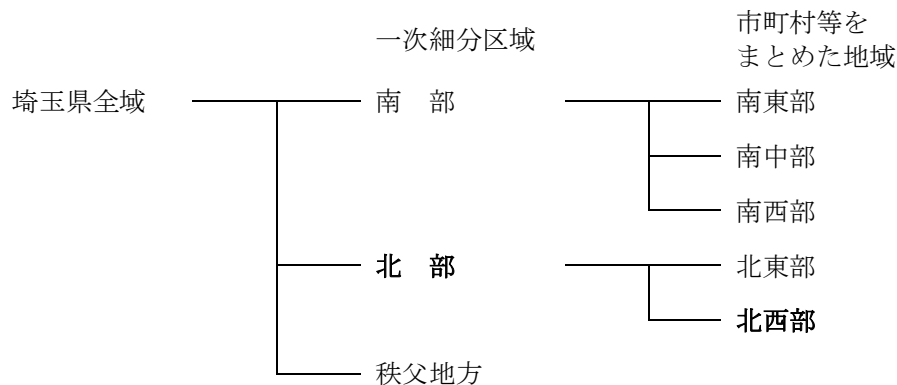 一次細分区域
市町村等を
まとめた地域
埼玉県全域
南　部
南東部
南中部
南西部
北　部
北東部
北西部
秩父地方